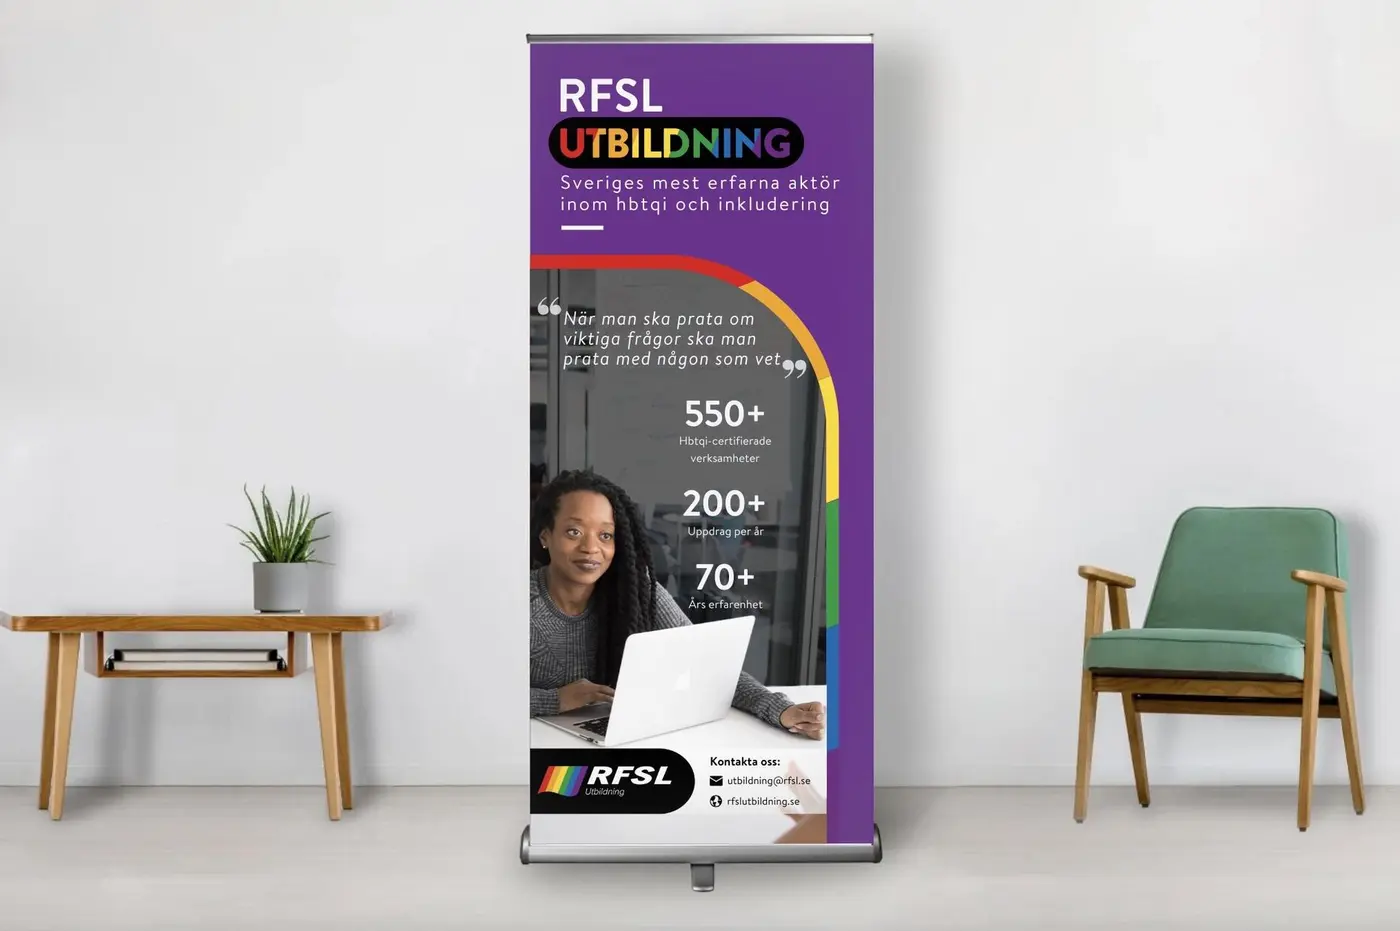 RFSL
UTBILDNING
Sveriges mest erfarna aktör
inom hbtqi och inkludering
“När man ska prata om
viktiga frågor ska man
prata med någon som vet”
550+
Hbtqi-certifierade
verksamheter
200+
Uppdrag per år
70+
Års erfarenhet
RFSL
Utbildning
Kontakta oss:
utbildning@rfsl.se
rfslutbildning.se